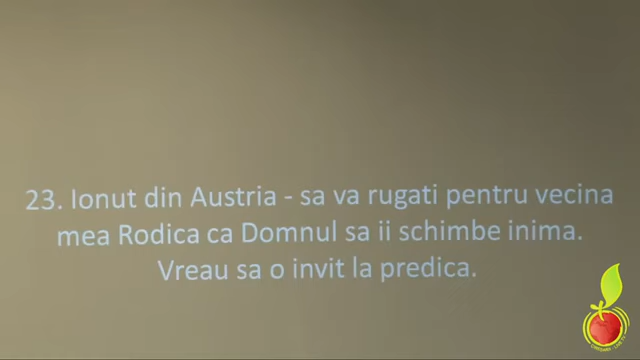 23. Ionut din Austria - sa va rugati pentru vecina
mea Rodica ca Domnul sa ii schimbe inima.
Vreau sa o invit la predica.